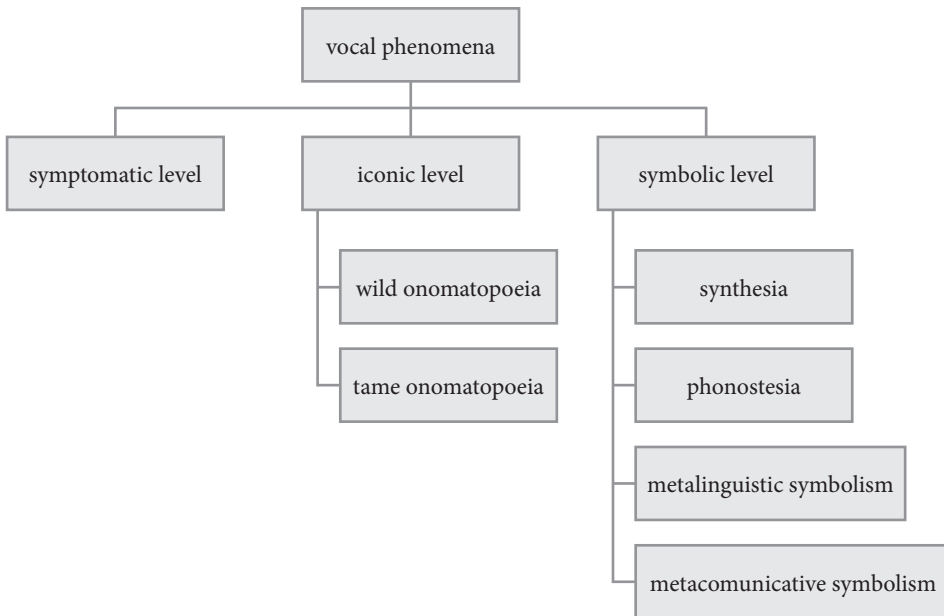 vocal phenomena
symptomatic level
iconic level
symbolic level
wild onomatopoeia
tame onomatopoeia
synthesia
phonostesia
metalinguistic symbolism
metacomunicative symbolism